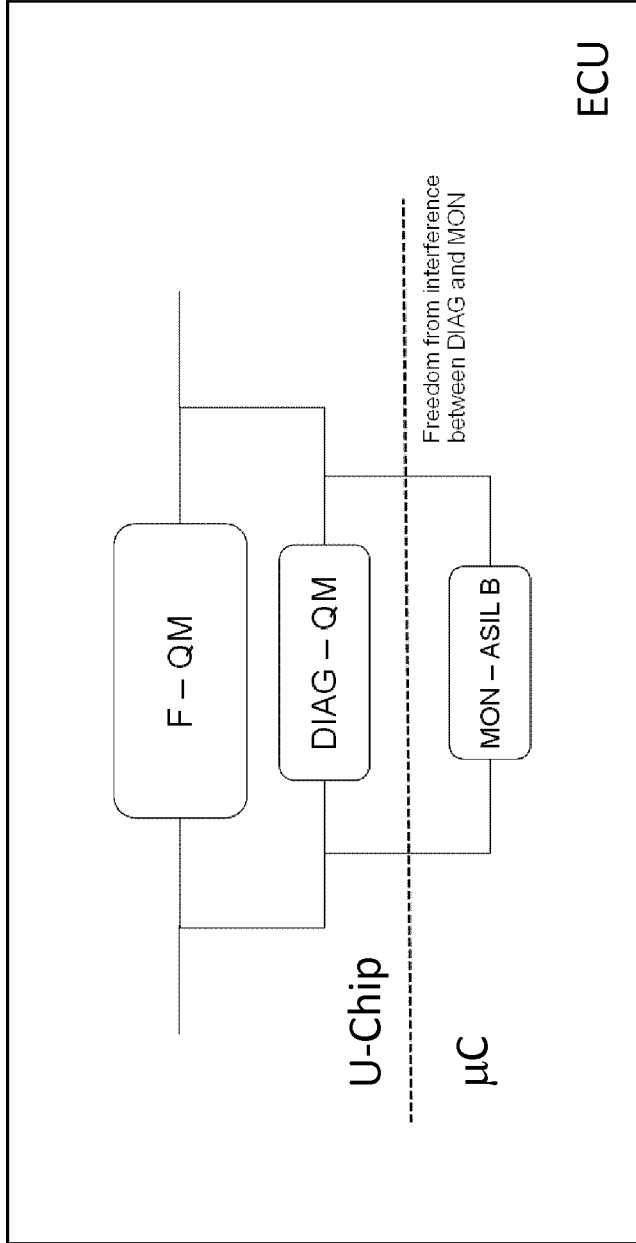 F – QM
DIAG – QM
U-Chip
Freedom from interference
between DIAG and MON
μC
MON – ASIL B
ECU